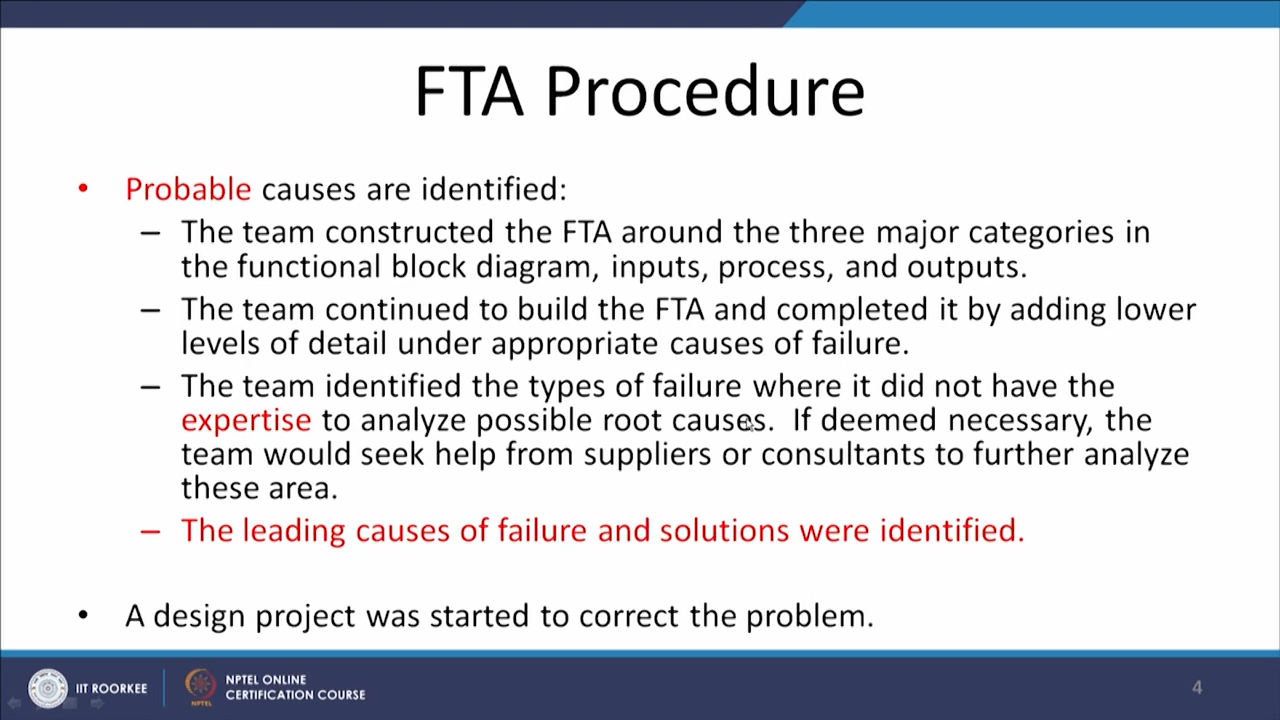 FTA Procedure
• Probable causes are identified:
– The team constructed the FTA around the three major categories in
the functional block diagram, inputs, process, and outputs.
– The team continued to build the FTA and completed it by adding lower
levels of detail under appropriate causes of failure.
– The team identified the types of failure where it did not have the
expertise to analyze possible root causes. If deemed necessary, the
team would seek help from suppliers or consultants to further analyze
these area.
– The leading causes of failure and solutions were identified.
• A design project was started to correct the problem.
IIT ROORKEE
NPTEL
NPTEL ONLINE
CERTIFICATION COURSE
4